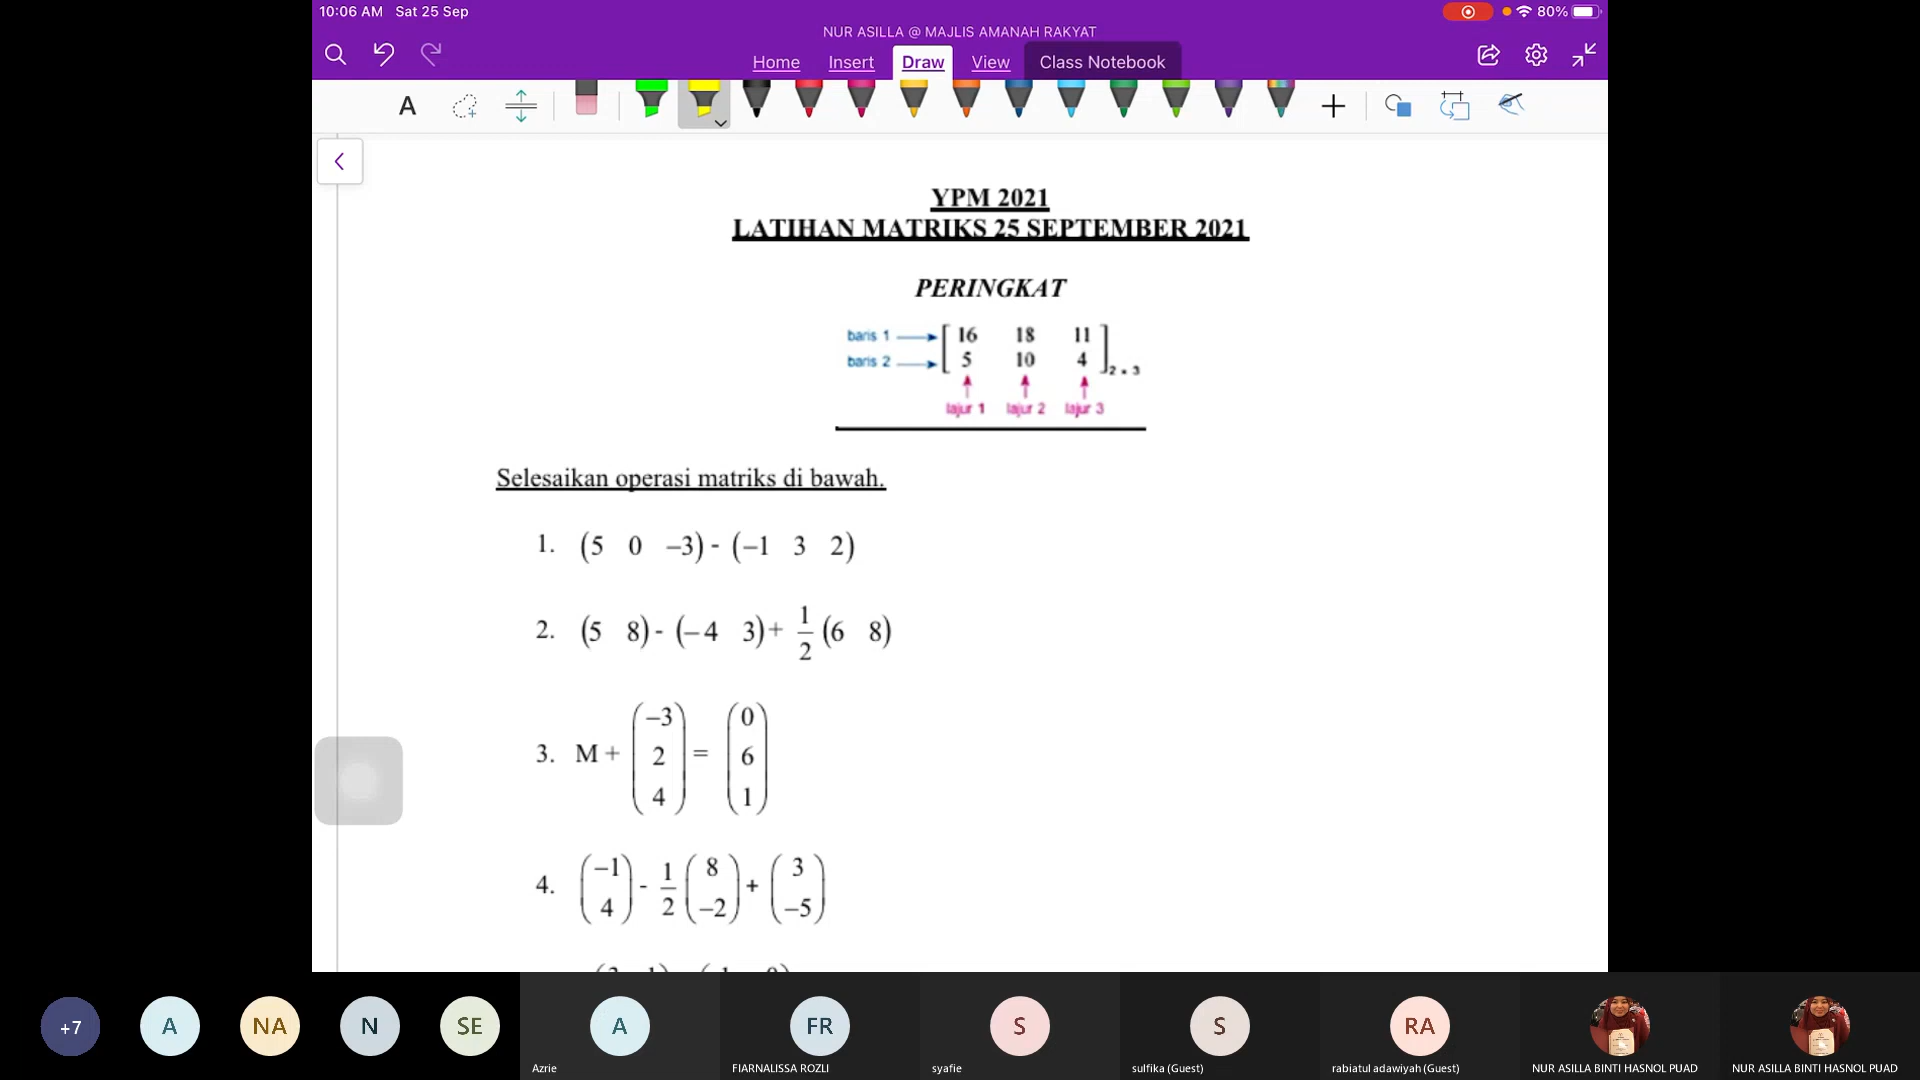 10:06 AM Sat 25 Sep
80%
NUR ASILLA @ MAJLIS AMANAH RAKYAT
Home Insert Draw View Class Notebook
A
YPM 2021
LATIHAN MATRIKS 25 SEPTEMBER 2021
PERINGKAT
baris 1 16 18 11
baris 2 5 10 4 2 × 3
lajur 1 lajur 2 lajur 3
Selesaikan operasi matriks di bawah.
1. (5 0 −3) - (−1 3 2)
2. (5 8) - (−4 3) + 1/2 (6 8)
3. M + (−3 2 4) = (0 6 1)
4. (−1 4) - 1/2 (8 −2) + (3 −5)
+7 A NA N SE A FR S S RA
Azrie FIARNALISSA ROZLI syafie sulfika (Guest) rabiatul adawiyah (Guest) NUR ASILLA BINTI HASNOL PUAD NUR ASILLA BINTI HASNOL PUAD